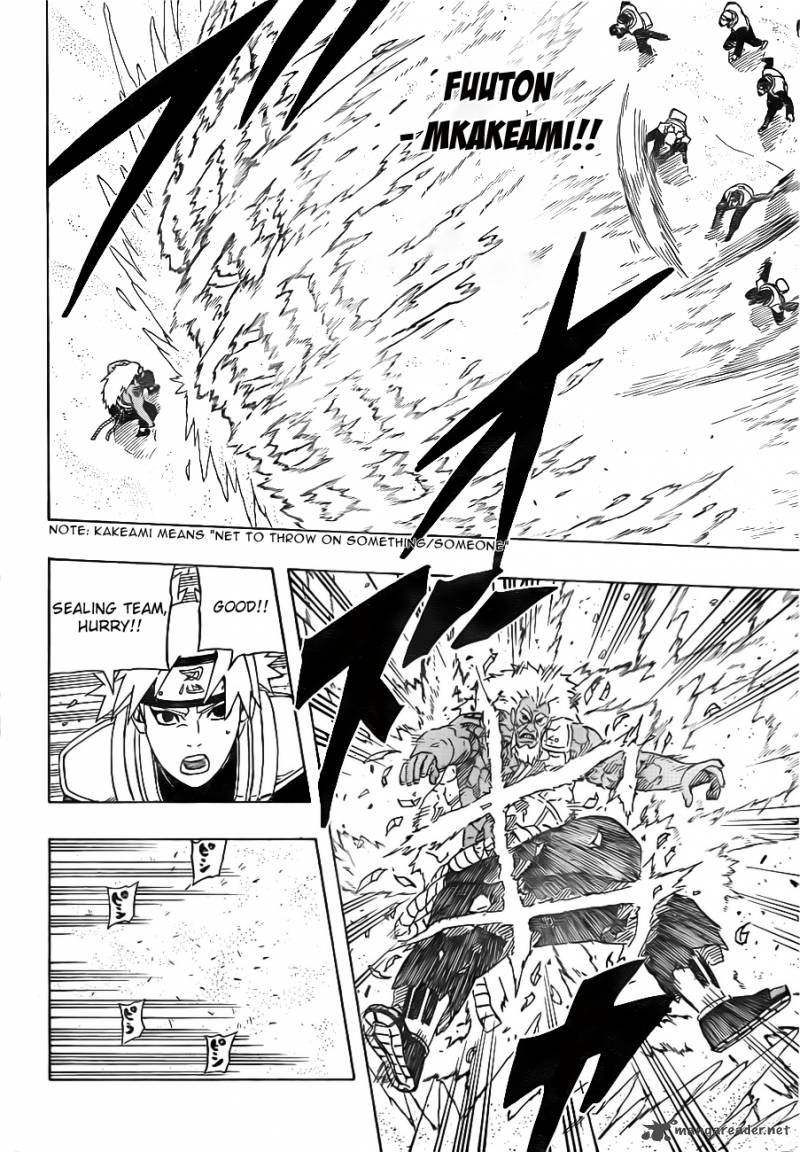 FUUTON
- MKAKEAMI!!
NOTE: KAKEAMI MEANS "NET TO THROW ON SOMETHING/SOMEONE"
SEALING TEAM,
HURRY!!
GOOD!!
mangareader.net